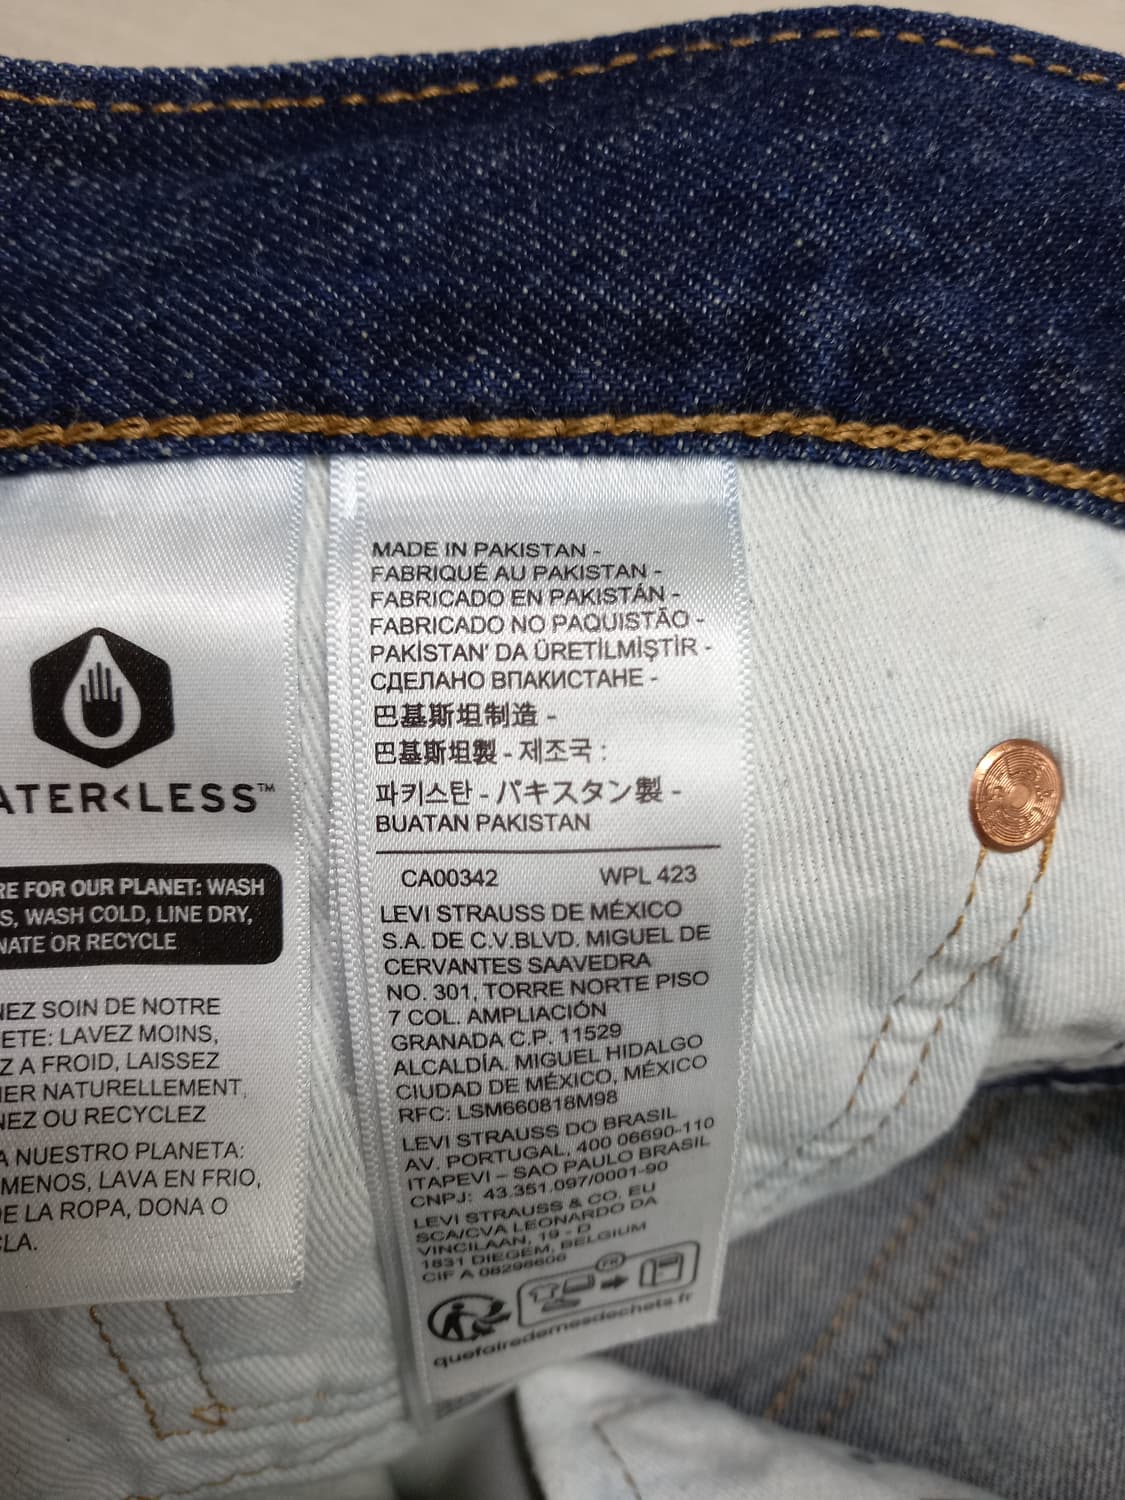 ATER<LESS™
RE FOR OUR PLANET: WASH
S, WASH COLD, LINE DRY,
NATE OR RECYCLE
NEZ SOIN DE NOTRE
ETE: LAVEZ MOINS,
Z A FROID, LAISSEZ
HER NATURELLEMENT,
NEZ OU RECYCLEZ
A NUESTRO PLANETA:
MENOS, LAVA EN FRIO,
E LA ROPA, DONA O
CLA.
MADE IN PAKISTAN -
FABRIQUÉ AU PAKISTAN -
FABRICADO EN PAKISTÁN -
FABRICADO NO PAQUISTÃO -
PAKİSTAN' DA ÜRETİLMİŞTİR -
СДЕЛАНО ВПАКИСТАНЕ -
巴基斯坦制造 -
巴基斯坦製 - 제조국 :
파키스탄 - パキスタン製 -
BUATAN PAKISTAN
CA00342 WPL 423
LEVI STRAUSS DE MÉXICO
S.A. DE C.V.BLVD. MIGUEL DE
CERVANTES SAAVEDRA
NO. 301, TORRE NORTE PISO
7 COL. AMPLIACIÓN
GRANADA C.P. 11529
ALCALDÍA. MIGUEL HIDALGO
CIUDAD DE MÉXICO, MÉXICO
RFC: LSM660818M98
LEVI STRAUSS DO BRASIL
AV. PORTUGAL, 400 06690-110
ITAPEVI – SAO PAULO BRASIL
CNPJ: 43.351.097/0001-90
LEVI STRAUSS & CO. EU
SCA/CVA LEONARDO DA
VINCILAAN, 19 - D
1831 DIEGEM, BELGIUM
CIF A 08298606
FR
quefairedemesdechets.fr